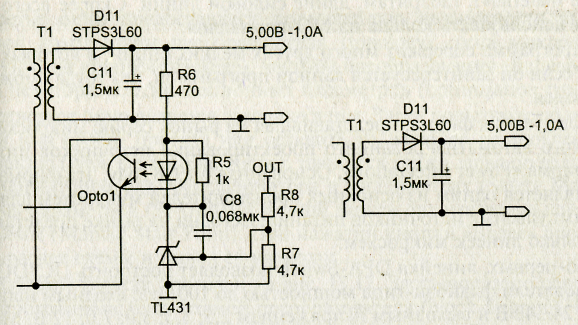 D11
STPS3L60
T1
5,00В -1,0А
C11
1,5мк
R6
470
Opto1
R5
1к
C8
0,068мк
OUT
R8
4,7к
R7
4,7к
TL431
D11
STPS3L60
T1
5,00В -1,0А
C11
1,5мк
+
+